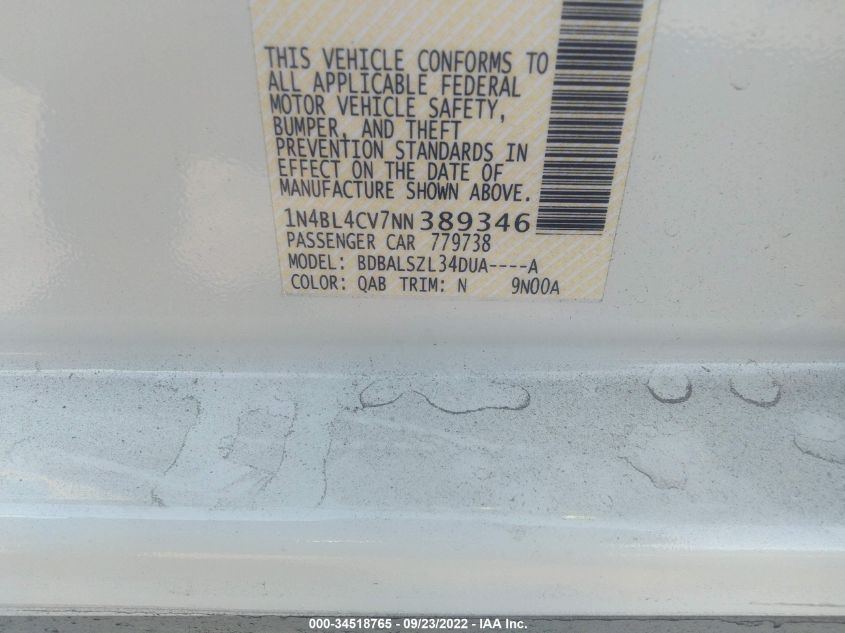 THIS VEHICLE CONFORMS TO
ALL APPLICABLE FEDERAL
MOTOR VEHICLE SAFETY,
BUMPER, AND THEFT
PREVENTION STANDARDS IN
EFFECT ON THE DATE OF
MANUFACTURE SHOWN ABOVE.
1N4BL4CV7NN389346
PASSENGER CAR 779738
MODEL: BDBALSZL34DUA----A
COLOR: QAB TRIM: N 9N00A
000-34518765 - 09/23/2022 - IAA Inc.